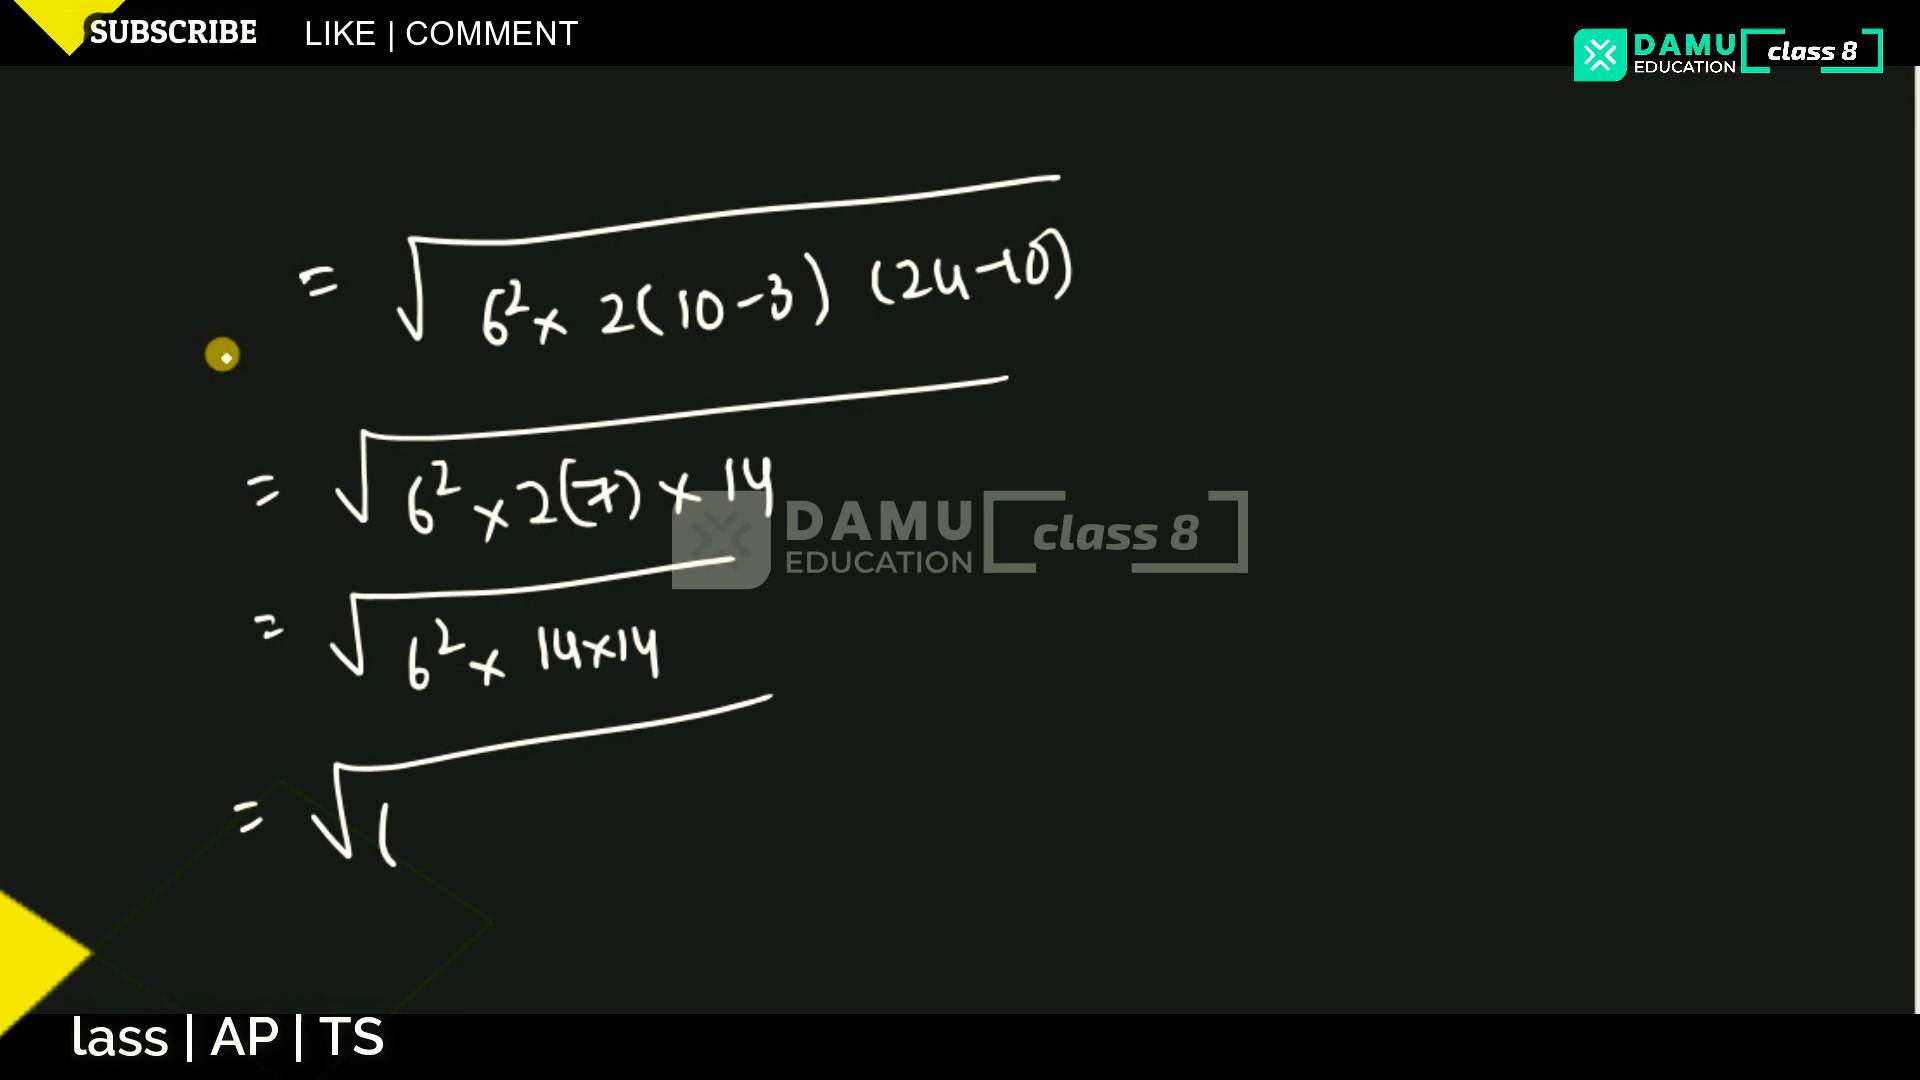 SUBSCRIBE LIKE | COMMENT
DAMU EDUCATION class 8
= √6² × 2(10-3) (24-10)
= √6² × 2(7) × 14
DAMU EDUCATION class 8
= √6² × 14×14
= √(
lass | AP | TS